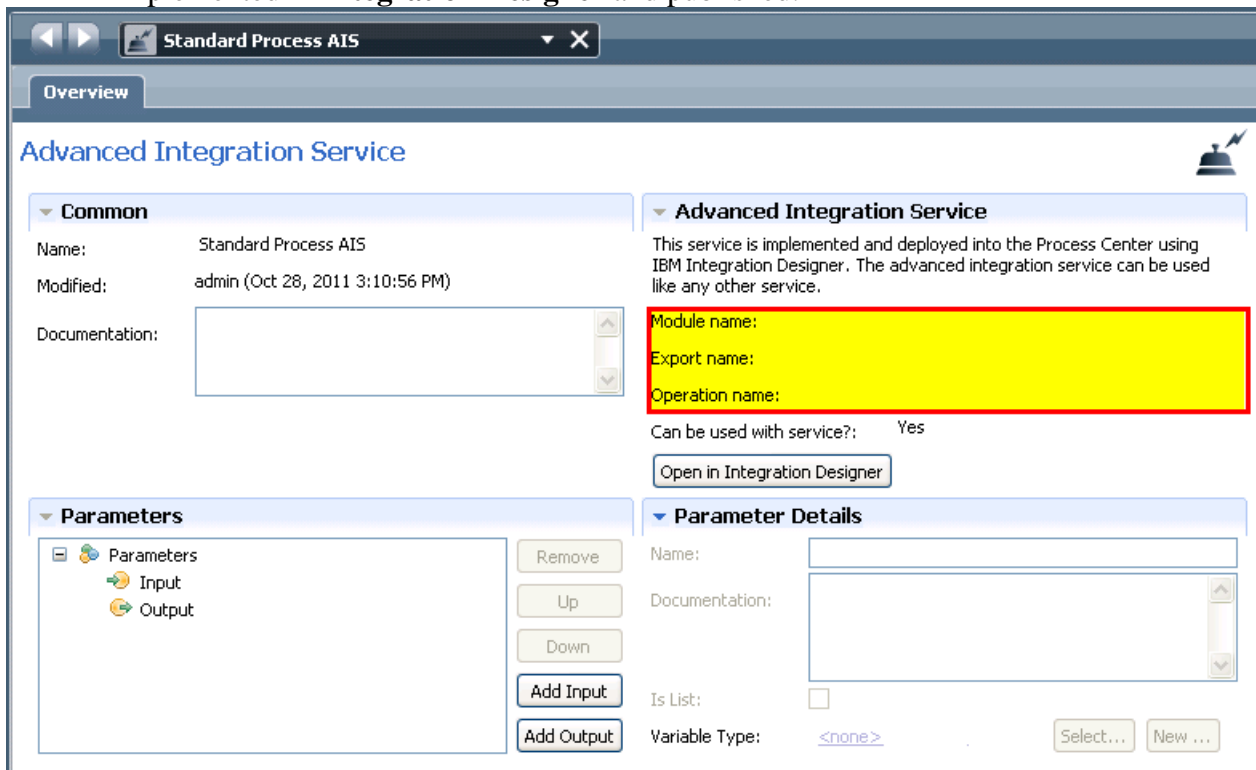 Integration Designer and published.
Standard Process AIS
Overview
Advanced Integration Service
Common
Name: Standard Process AIS
Modified: admin (Oct 28, 2011 3:10:56 PM)
Documentation:
Advanced Integration Service
This service is implemented and deployed into the Process Center using
IBM Integration Designer. The advanced integration service can be used
like any other service.
Module name:
Export name:
Operation name:
Can be used with service?: Yes
Open in Integration Designer
Parameters
Parameters
Input
Output
Remove
Up
Down
Add Input
Add Output
Parameter Details
Name:
Documentation:
Is List:
Variable Type: <none> Select... New ...